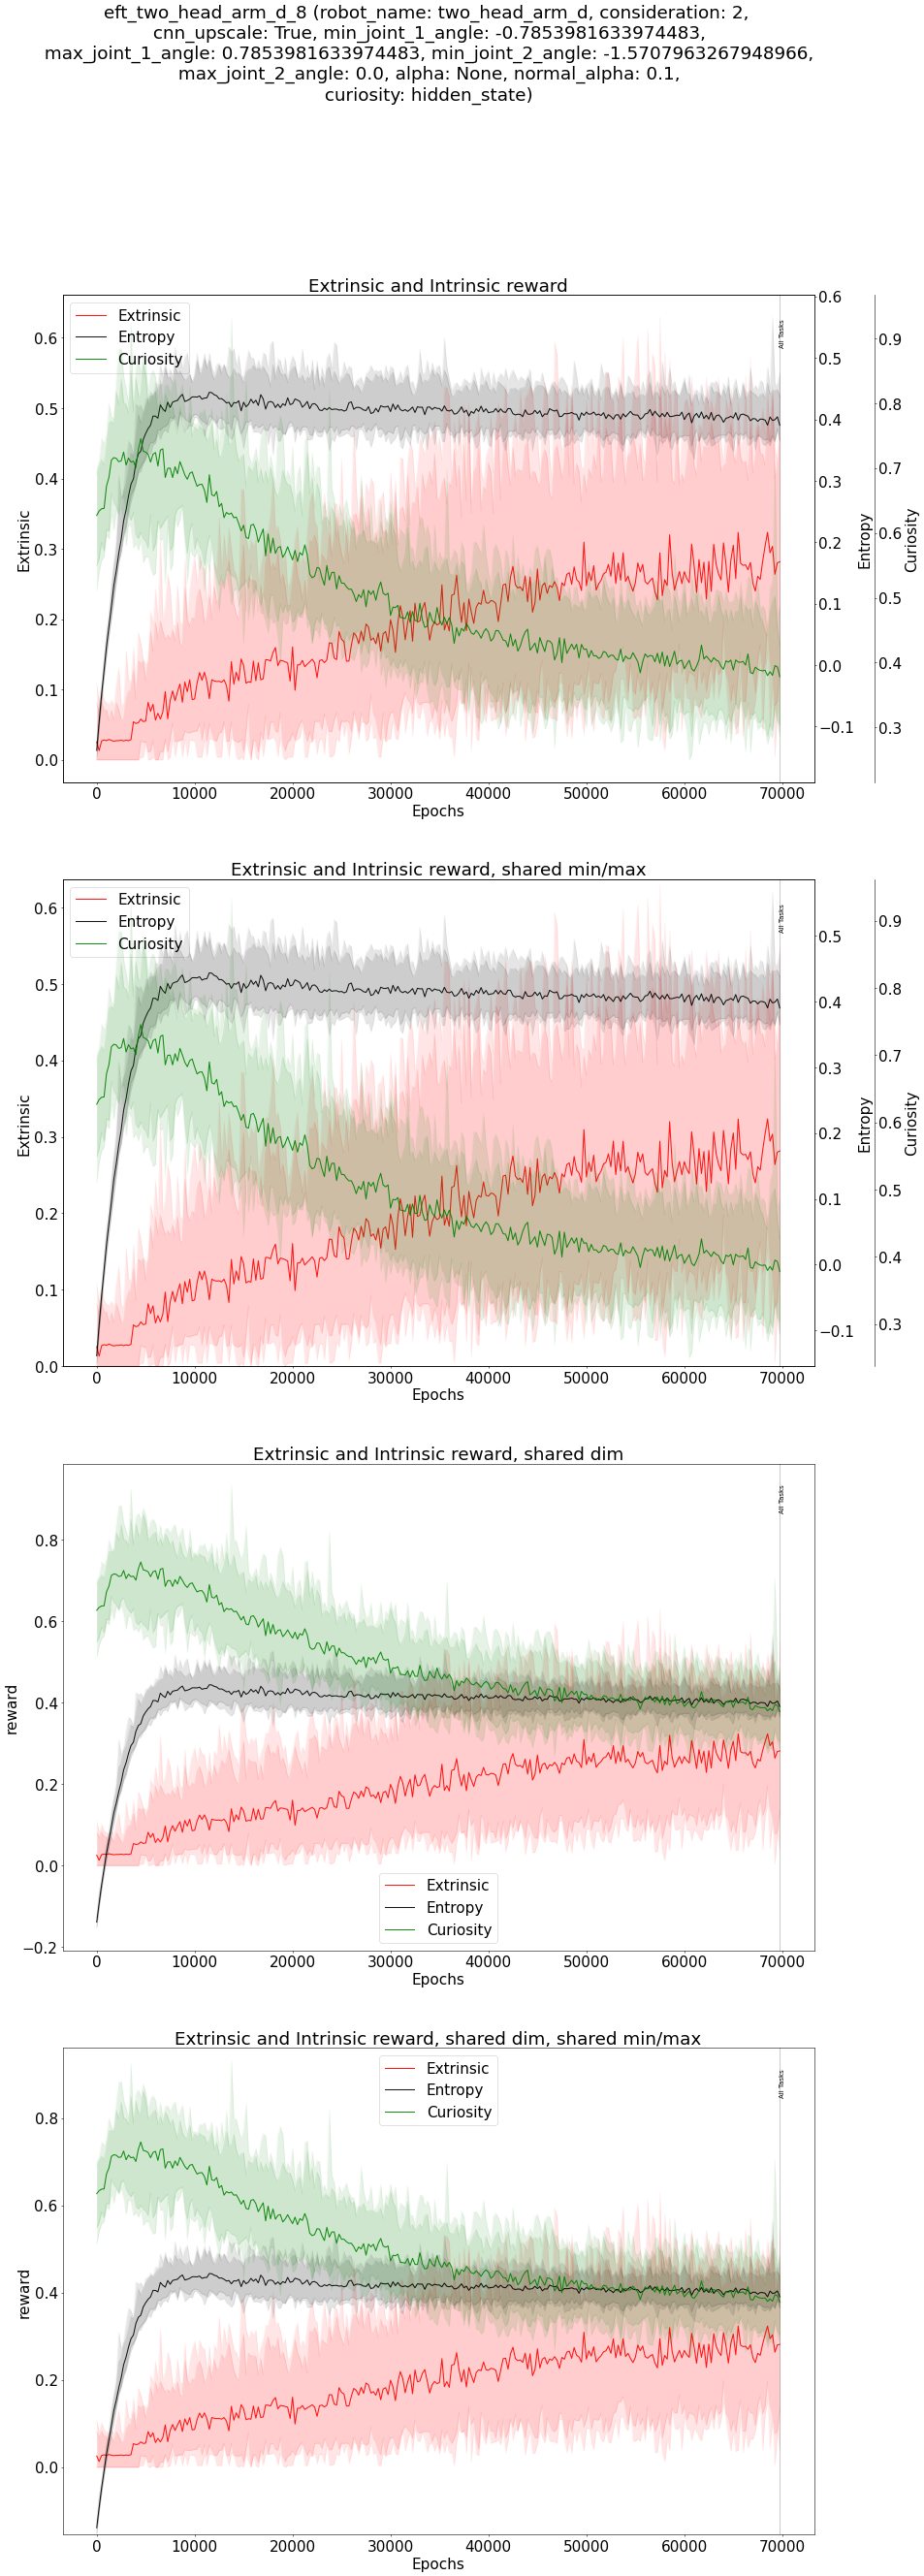 eft_two_head_arm_d_8 (robot_name: two_head_arm_d, consideration: 2,
cnn_upscale: True, min_joint_1_angle: -0.7853981633974483,
max_joint_1_angle: 0.7853981633974483, min_joint_2_angle: -1.5707963267948966,
max_joint_2_angle: 0.0, alpha: None, normal_alpha: 0.1,
curiosity: hidden_state)
Extrinsic and Intrinsic reward
Extrinsic
Entropy
Curiosity
All Tasks
0.6
0.5
0.4
0.3
0.2
0.1
0.0
Extrinsic
0.6
0.5
0.4
0.3
0.2
0.1
0.0
−0.1
Entropy
0.9
0.8
0.7
0.6
0.5
0.4
0.3
Curiosity
0 10000 20000 30000 40000 50000 60000 70000
Epochs
Extrinsic and Intrinsic reward, shared min/max
Extrinsic
Entropy
Curiosity
All Tasks
0.6
0.5
0.4
0.3
0.2
0.1
0.0
Extrinsic
0.5
0.4
0.3
0.2
0.1
0.0
−0.1
Entropy
0.9
0.8
0.7
0.6
0.5
0.4
0.3
Curiosity
0 10000 20000 30000 40000 50000 60000 70000
Epochs
Extrinsic and Intrinsic reward, shared dim
All Tasks
0.8
0.6
0.4
0.2
0.0
−0.2
reward
Extrinsic
Entropy
Curiosity
0 10000 20000 30000 40000 50000 60000 70000
Epochs
Extrinsic and Intrinsic reward, shared dim, shared min/max
Extrinsic
Entropy
Curiosity
All Tasks
0.8
0.6
0.4
0.2
0.0
reward
0 10000 20000 30000 40000 50000 60000 70000
Epochs